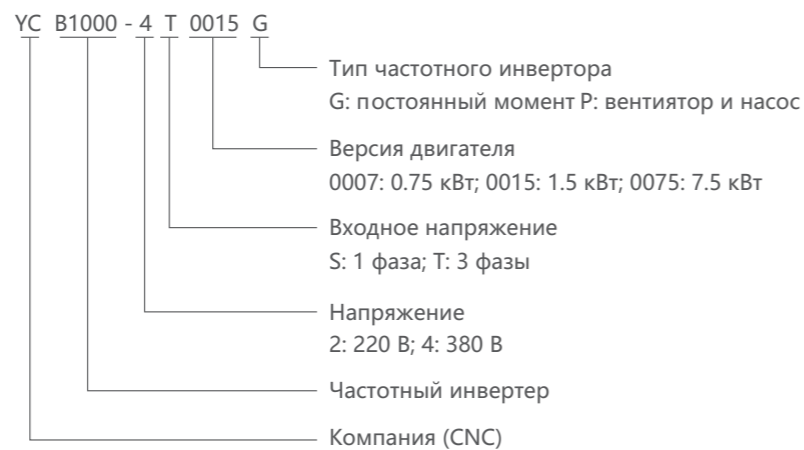 YC B1000 - 4 T 0015 G
Тип частотного инвертора
G: постоянный момент P: вентиятор и насос
Версия двигателя
0007: 0.75 кВт; 0015: 1.5 кВт; 0075: 7.5 кВт
Входное напряжение
S: 1 фаза; T: 3 фазы
Напряжение
2: 220 В; 4: 380 В
Частотный инвертер
Компания (CNC)